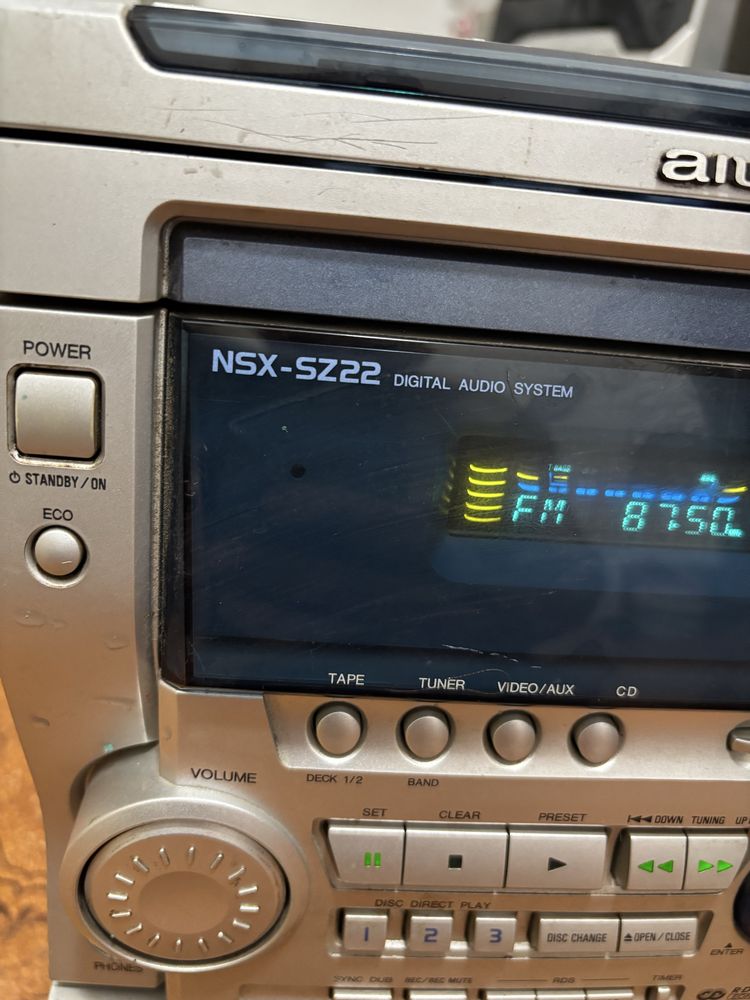 aiw
POWER
NSX-SZ22 DIGITAL AUDIO SYSTEM
STANDBY/ON
T-BASS
ECO
FM 87.50
TAPE TUNER VIDEO/AUX CD
DECK 1/2 BAND
VOLUME
SET CLEAR PRESET DOWN TUNING UP
DISC DIRECT PLAY
1 2 3 DISC CHANGE OPEN/CLOSE
ENTER
PHONES
SYNC DUB REC/REC MUTE RDS TIMER